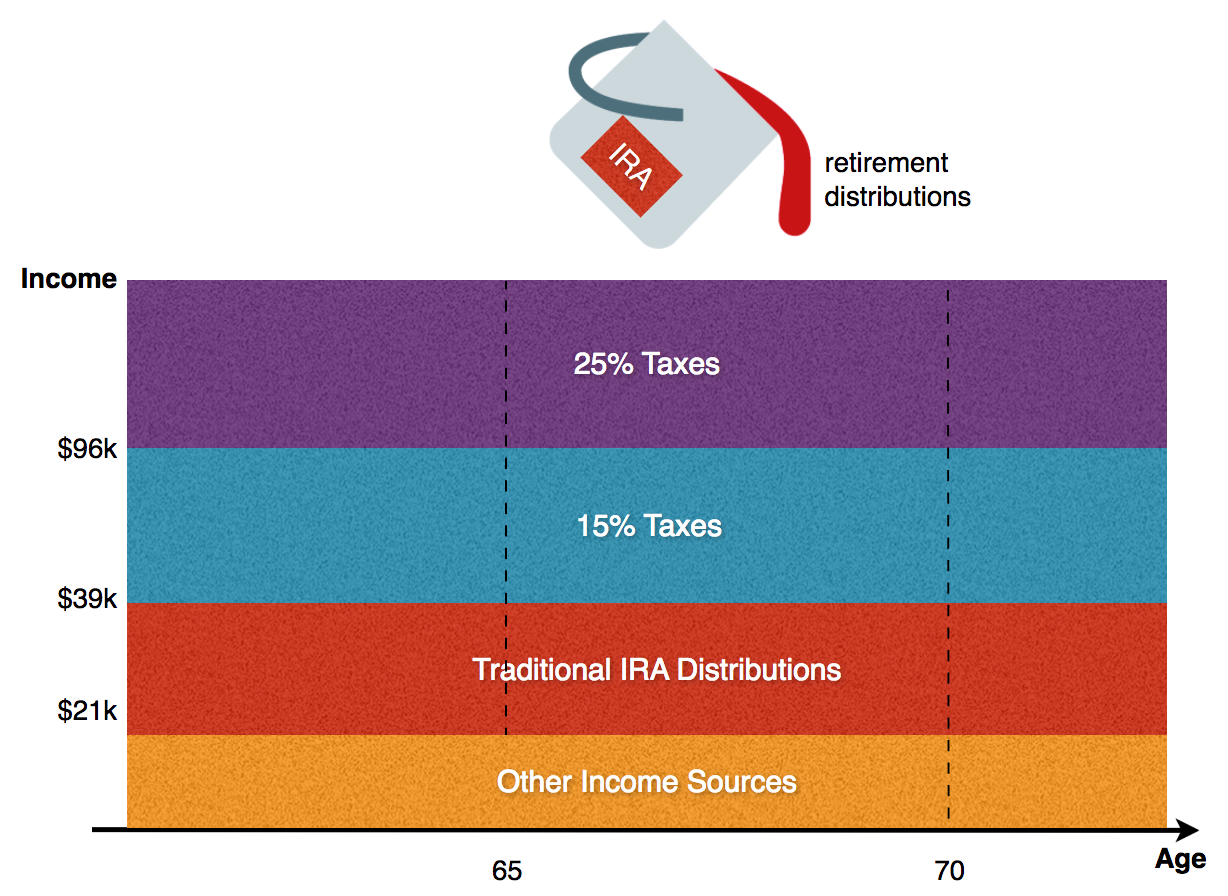 IRA
retirement
distributions
Income
25% Taxes
$96k
15% Taxes
$39k
Traditional IRA Distributions
$21k
Other Income Sources
65
70
Age